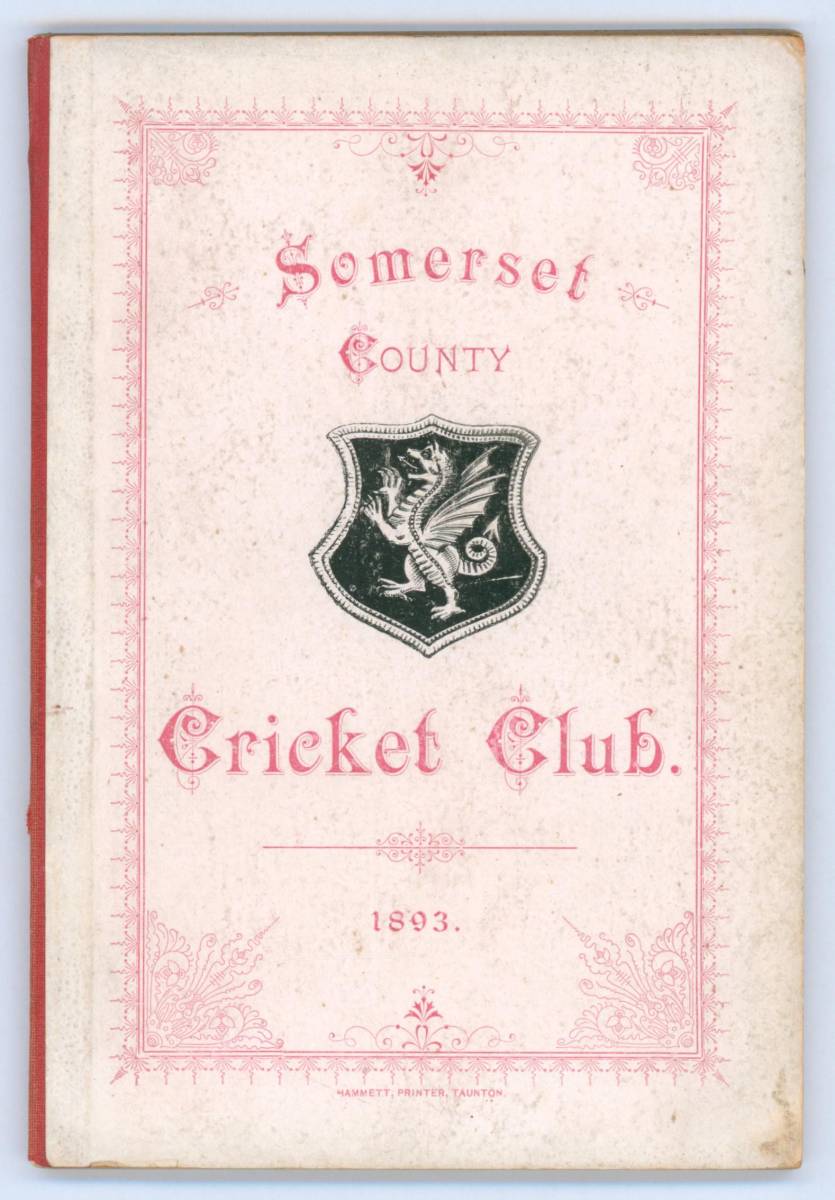 Somerset
COUNTY
Cricket Club.
1893.
HAMMETT, PRINTER, TAUNTON.